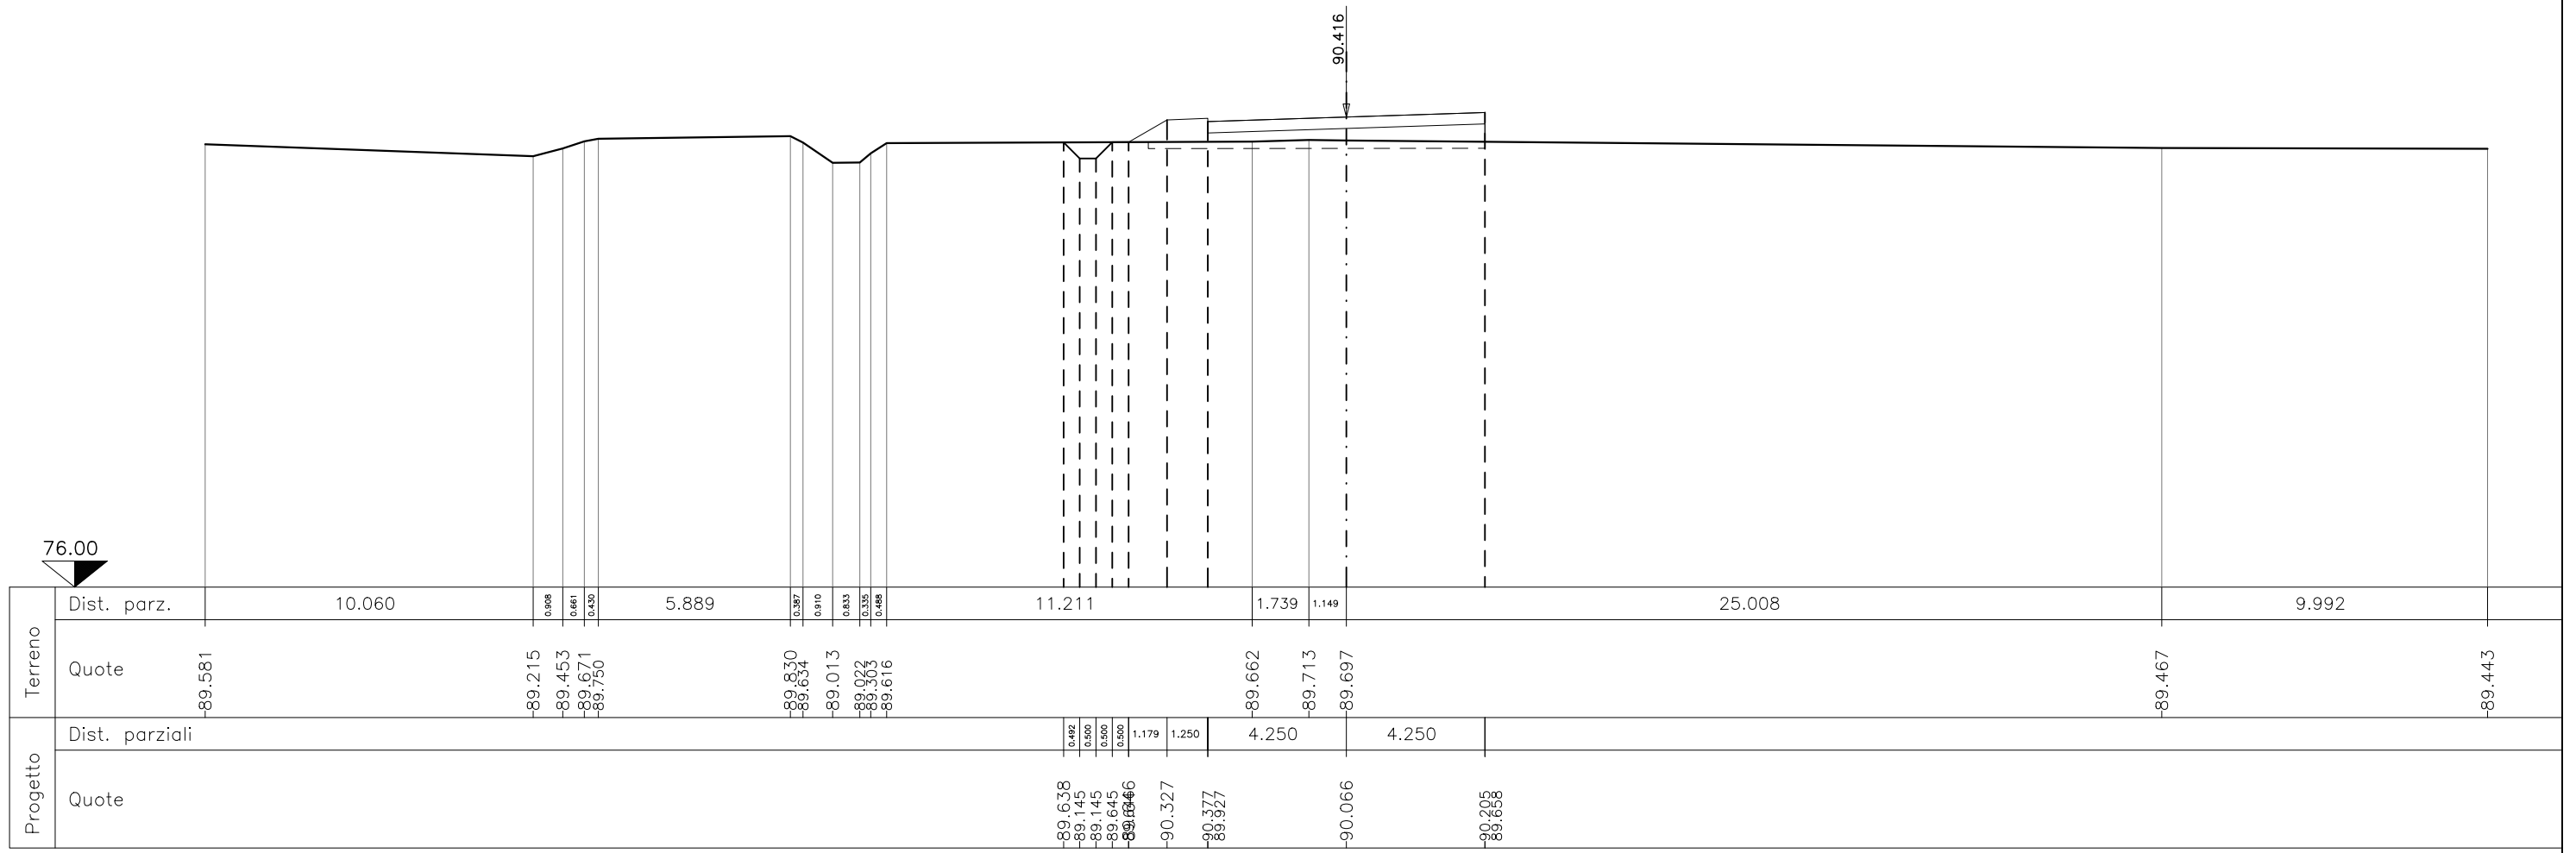 90.416
76.00
Terreno
Dist. parz. 10.060 0.908 0.661 0.430 5.889 0.387 0.910 0.833 0.335 0.488 11.211 1.739 1.149 25.008 9.992
Quote 89.581 89.215 89.453 89.671 89.750 89.830 89.634 89.013 89.022 89.303 89.616 89.662 89.713 89.697 89.467 89.443
Progetto
Dist. parziali 0.492 0.500 0.500 0.500 1.179 1.250 4.250 4.250
Quote 89.638 89.145 89.145 89.645 90.327 90.377 89.927 90.066 90.205 89.658